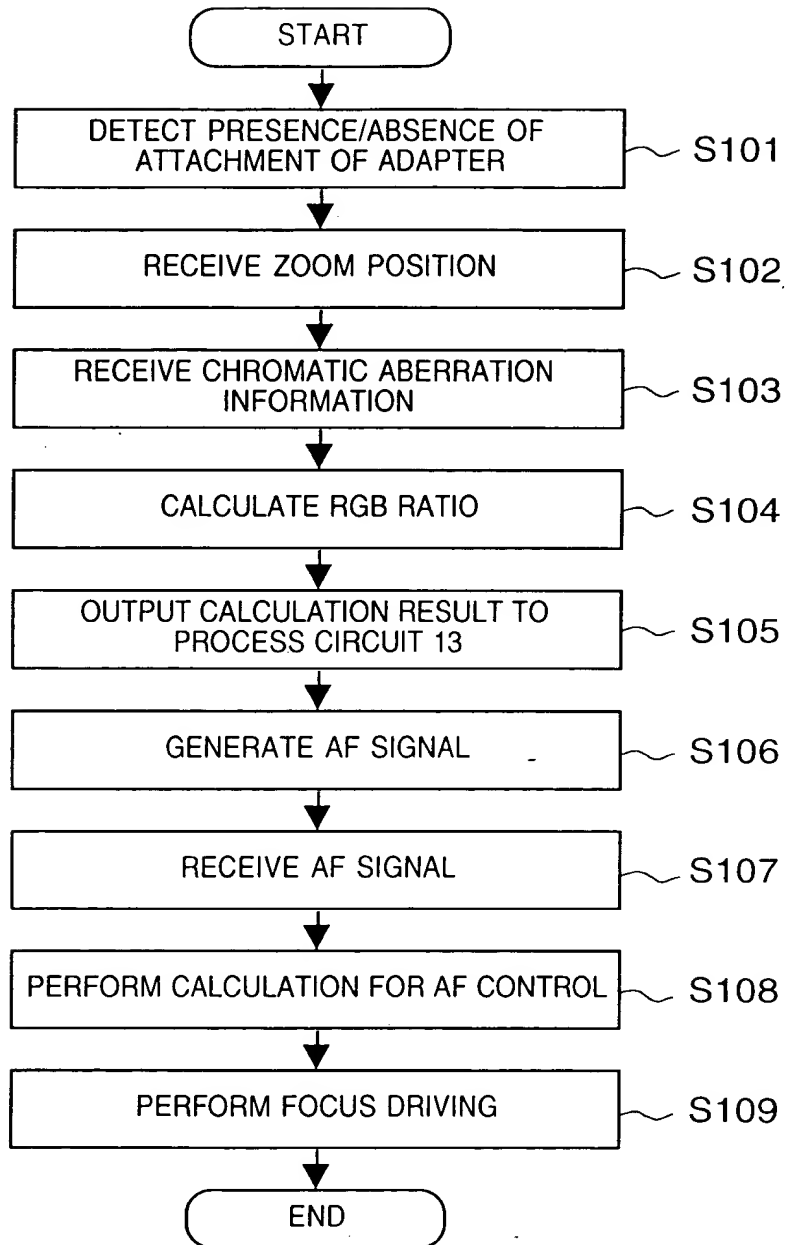 START
DETECT PRESENCE/ABSENCE OF
ATTACHMENT OF ADAPTER
S101
RECEIVE ZOOM POSITION
S102
RECEIVE CHROMATIC ABERRATION
INFORMATION
S103
CALCULATE RGB RATIO
S104
OUTPUT CALCULATION RESULT TO
PROCESS CIRCUIT 13
S105
GENERATE AF SIGNAL
S106
RECEIVE AF SIGNAL
S107
PERFORM CALCULATION FOR AF CONTROL
S108
PERFORM FOCUS DRIVING
S109
END